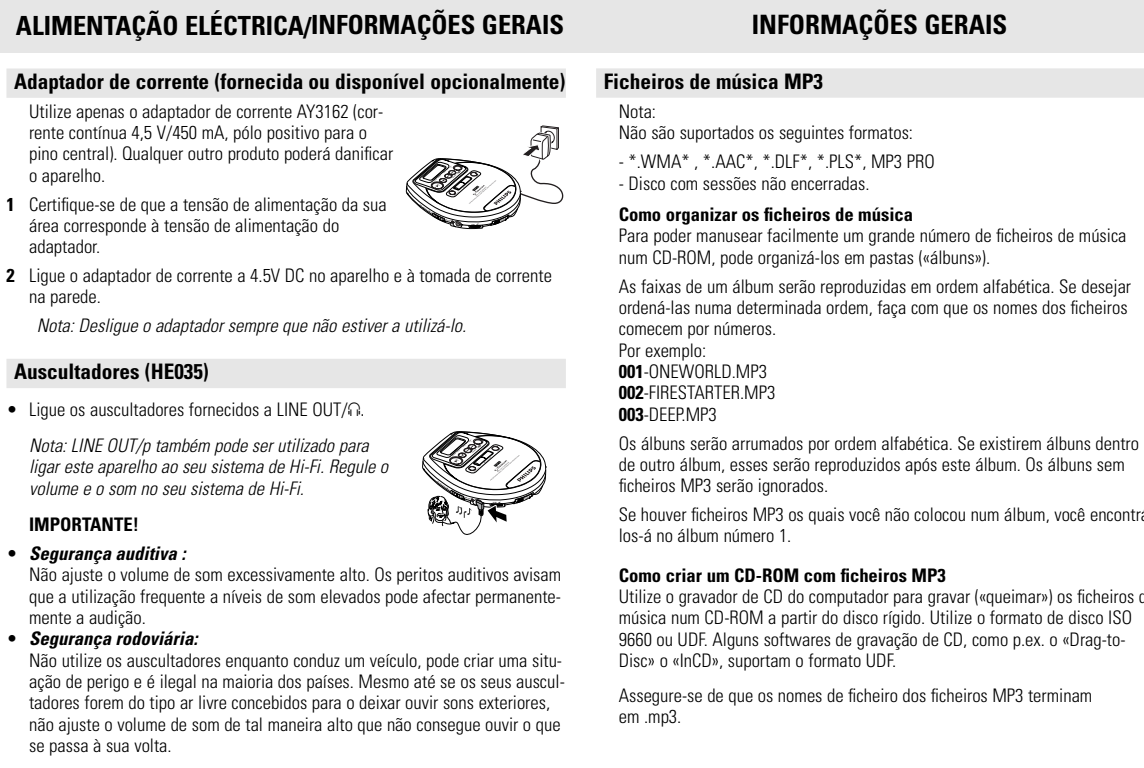 ALIMENTAÇÃO ELÉCTRICA/INFORMAÇÕES GERAIS
Adaptador de corrente (fornecida ou disponível opcionalmente)
Utilize apenas o adaptador de corrente AY3162 (cor-
rente contínua 4,5 V/450 mA, pólo positivo para o
pino central). Qualquer outro produto poderá danificar
o aparelho.
1 Certifique-se de que a tensão de alimentação da sua
área corresponde à tensão de alimentação do
adaptador.
2 Ligue o adaptador de corrente a 4.5V DC no aparelho e à tomada de corrente
na parede.
Nota: Desligue o adaptador sempre que não estiver a utilizá-lo.
PHILIPS
Auscultadores (HE035)
• Ligue os auscultadores fornecidos a LINE OUT/🎧.
Nota: LINE OUT/p também pode ser utilizado para
ligar este aparelho ao seu sistema de Hi-Fi. Regule o
volume e o som no seu sistema de Hi-Fi.
PHILIPS
IMPORTANTE!
• Segurança auditiva :
Não ajuste o volume de som excessivamente alto. Os peritos auditivos avisam
que a utilização frequente a níveis de som elevados pode afectar permanente-
mente a audição.
• Segurança rodoviária:
Não utilize os auscultadores enquanto conduz um veículo, pode criar uma situ-
ação de perigo e é ilegal na maioria dos países. Mesmo até se os seus auscul-
tadores forem do tipo ar livre concebidos para o deixar ouvir sons exteriores,
não ajuste o volume de som de tal maneira alto que não consegue ouvir o que
se passa à sua volta.
INFORMAÇÕES GERAIS
Ficheiros de música MP3
Nota:
Não são suportados os seguintes formatos:
- *.WMA* , *.AAC*, *.DLF*, *.PLS*, MP3 PRO
- Disco com sessões não encerradas.
Como organizar os ficheiros de música
Para poder manusear facilmente um grande número de ficheiros de música
num CD-ROM, pode organizá-los em pastas («álbuns»).
As faixas de um álbum serão reproduzidas em ordem alfabética. Se desejar
ordená-las numa determinada ordem, faça com que os nomes dos ficheiros
comecem por números.
Por exemplo:
001-ONEWORLD.MP3
002-FIRESTARTER.MP3
003-DEEP.MP3
Os álbuns serão arrumados por ordem alfabética. Se existirem álbuns dentro
de outro álbum, esses serão reproduzidos após este álbum. Os álbuns sem
ficheiros MP3 serão ignorados.
Se houver ficheiros MP3 os quais você não colocou num álbum, você encontra
los-á no álbum número 1.
Como criar um CD-ROM com ficheiros MP3
Utilize o gravador de CD do computador para gravar («queimar») os ficheiros
música num CD-ROM a partir do disco rígido. Utilize o formato de disco ISO
9660 ou UDF. Alguns softwares de gravação de CD, como p.ex. o «Drag-to-
Disc» o «InCD», suportam o formato UDF.
Assegure-se de que os nomes de ficheiro dos ficheiros MP3 terminam
em .mp3.